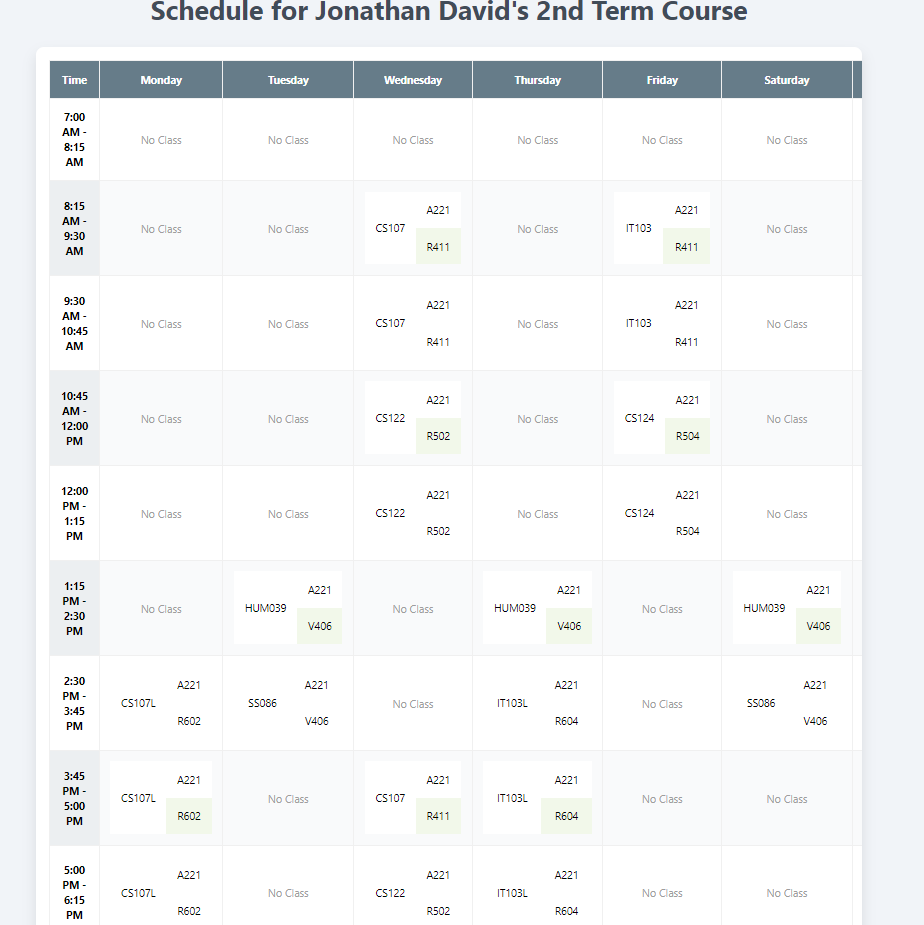 Schedule for Jonathan David's 2nd Term Course
Time Monday Tuesday Wednesday Thursday Friday Saturday
7:00 AM - 8:15 AM No Class No Class No Class No Class No Class No Class
8:15 AM - 9:30 AM No Class No Class CS107 A221 R411 No Class IT103 A221 R411 No Class
9:30 AM - 10:45 AM No Class No Class CS107 A221 R411 No Class IT103 A221 R411 No Class
10:45 AM - 12:00 PM No Class No Class CS122 A221 R502 No Class CS124 A221 R504 No Class
12:00 PM - 1:15 PM No Class No Class CS122 A221 R502 No Class CS124 A221 R504 No Class
1:15 PM - 2:30 PM No Class HUM039 A221 V406 No Class HUM039 A221 V406 No Class HUM039 A221 V406
2:30 PM - 3:45 PM CS107L A221 R602 SS086 A221 V406 No Class IT103L A221 R604 No Class SS086 A221 V406
3:45 PM - 5:00 PM CS107L A221 R602 No Class CS107 A221 R411 IT103L A221 R604 No Class No Class
5:00 PM - 6:15 PM CS107L A221 R602 No Class CS122 A221 R502 IT103L A221 R604 No Class No Class